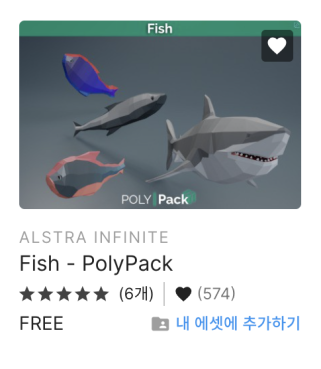 Fish
POLY|Pack
ALSTRA INFINITE
Fish - PolyPack
★★★★★ (6개) | ♥ (574)
FREE 내 에셋에 추가하기